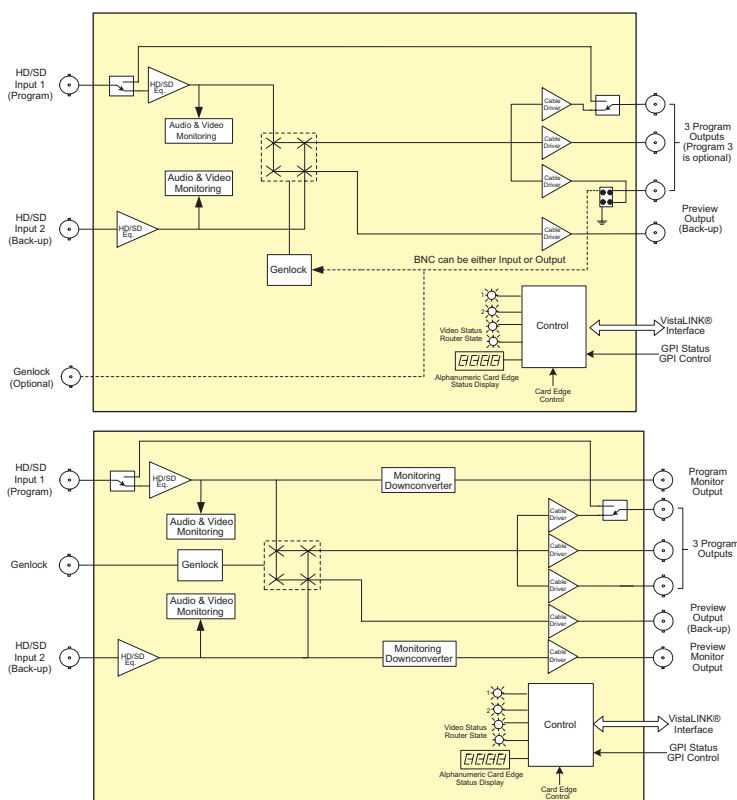 HD/SD
Input 1
(Program)
HD/SD
Eq.
Audio & Video
Monitoring
Audio & Video
Monitoring
HD/SD
Input 2
(Back-up)
HD/SD
Eq.
Genlock
BNC can be either Input or Output
Cable
Driver
Cable
Driver
Cable
Driver
Cable
Driver
3 Program
Outputs
(Program 3
is optional)
Preview
Output
(Back-up)
1
2
Video Status
Router State
Alphanumeric Card Edge
Status Display
Control
Card Edge
Control
VistaLINK®
Interface
GPI Status
GPI Control
Genlock
(Optional)
HD/SD
Input 1
(Program)
HD/SD
Eq.
Audio & Video
Monitoring
Monitoring
Downconverter
Program
Monitor
Output
Genlock
Genlock
Cable
Driver
Cable
Driver
Cable
Driver
Cable
Driver
Cable
Driver
3 Program
Outputs
Audio & Video
Monitoring
Preview
Output
(Back-up)
HD/SD
Input 2
(Back-up)
HD/SD
Eq.
Monitoring
Downconverter
Preview
Monitor
Output
1
2
Video Status
Router State
Alphanumeric Card Edge
Status Display
Control
Card Edge
Control
VistaLINK®
Interface
GPI Status
GPI Control